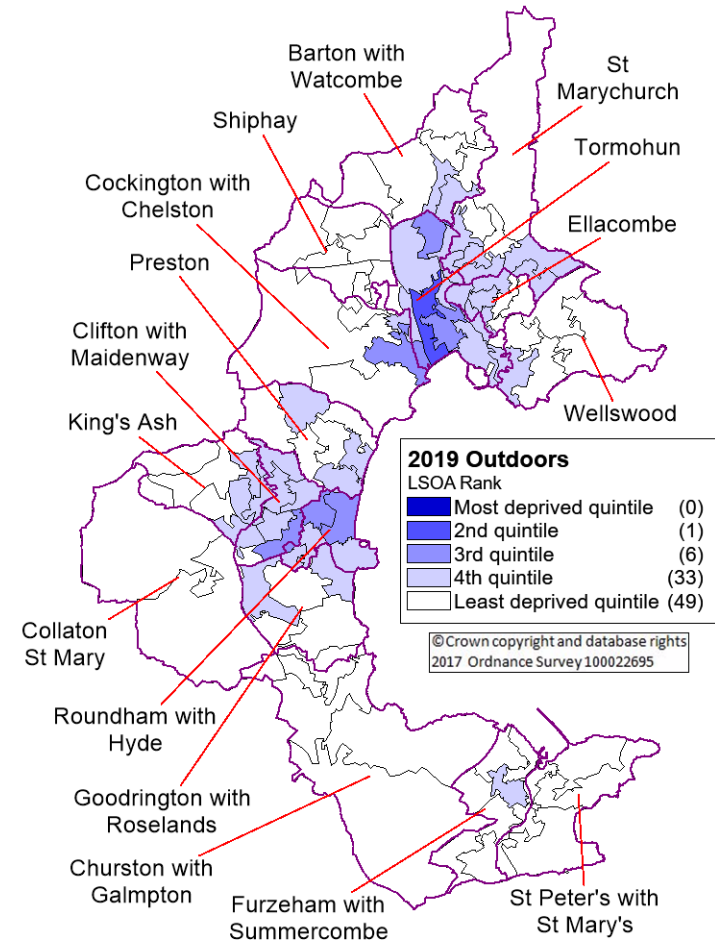 Barton with
Watcombe
St
Marychurch
Shiphay
Tormohun
Cockington with
Chelston
Ellacombe
Preston
Clifton with
Maidenway
King's Ash
Wellswood
2019 Outdoors
LSOA Rank
Most deprived quintile (0)
2nd quintile (1)
3rd quintile (6)
4th quintile (33)
Least deprived quintile (49)
©Crown copyright and database rights
2017 Ordnance Survey 100022695
Collaton
St Mary
Roundham with
Hyde
Goodrington with
Roselands
Churston with
Galmpton
Furzeham with
Summercombe
St Peter's with
St Mary's